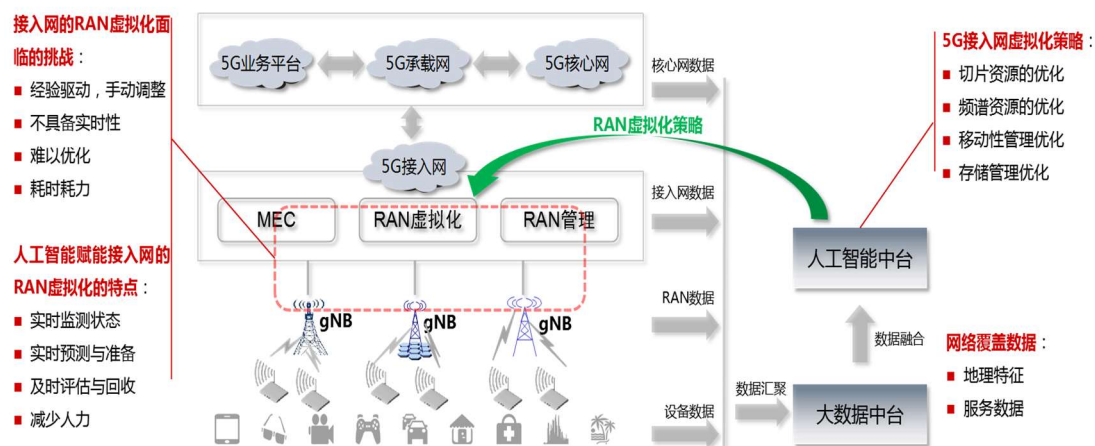 接入网的RAN虚拟化面
临的挑战：
经验驱动，手动调整
不具备实时性
难以优化
耗时耗力
人工智能赋能接入网的
RAN虚拟化的特点：
实时监测状态
实时预测与准备
及时评估与回收
减少人力
5G业务平台
5G承载网
5G核心网
5G接入网
MEC
RAN虚拟化
RAN管理
gNB
gNB
gNB
核心网数据
RAN虚拟化策略
接入网数据
RAN数据
设备数据
数据汇聚
5G接入网虚拟化策略：
切片资源的优化
频谱资源的优化
移动性管理优化
存储管理优化
人工智能中台
数据融合
大数据中台
网络覆盖数据：
地理特征
服务数据